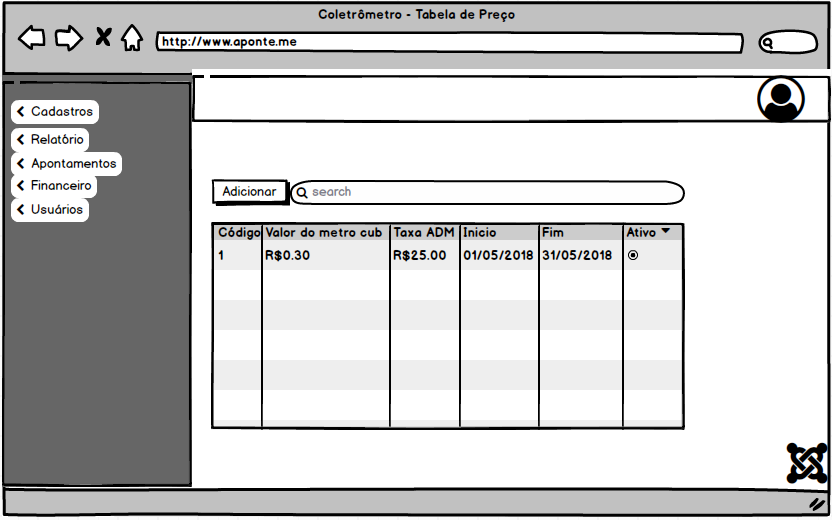 Coletrômetro - Tabela de Preço
http://www.aponte.me
Cadastros
Relatório
Apontamentos
Financeiro
Usuários
Adicionar search
Código Valor do metro cub Taxa ADM Inicio Fim Ativo
1 R$0.30 R$25.00 01/05/2018 31/05/2018